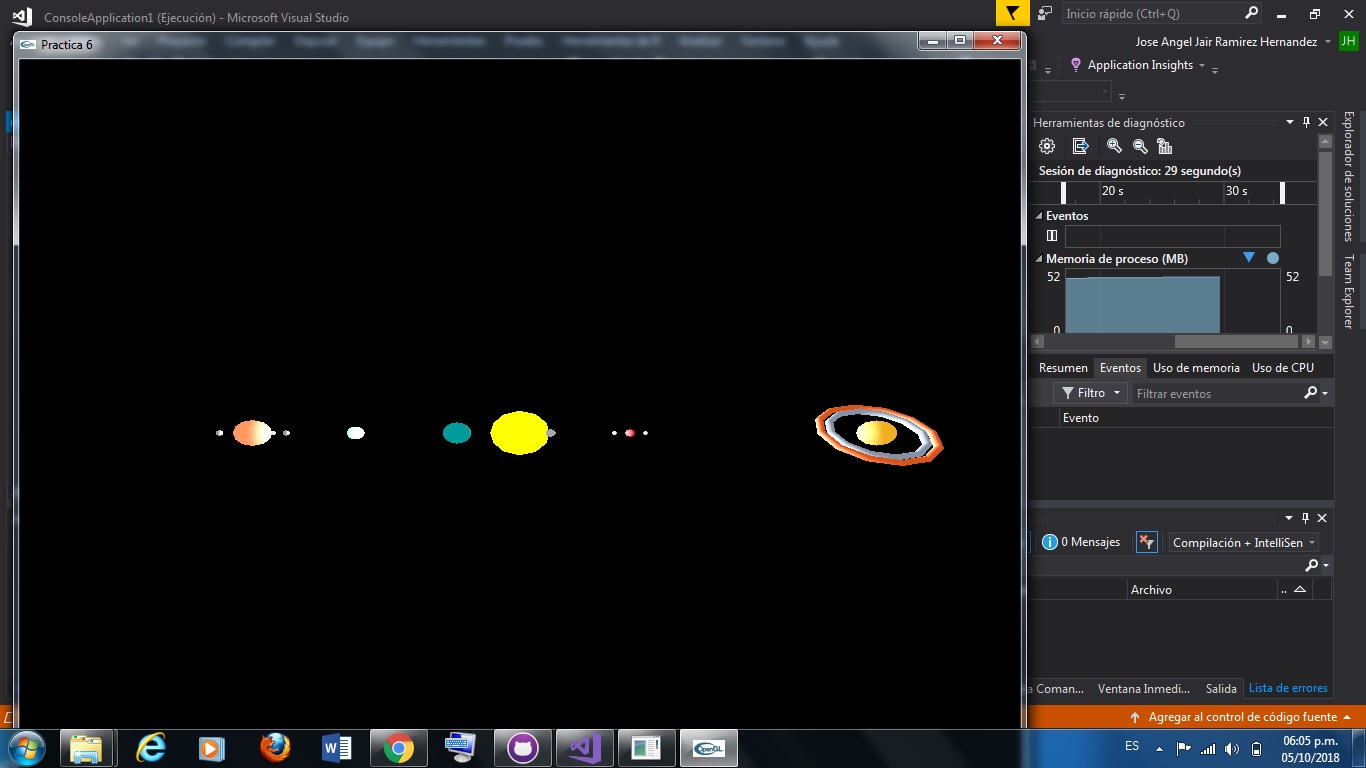 ConsoleApplication1 (Ejecución) - Microsoft Visual Studio
Inicio rápido (Ctrl+Q)
Practica 6
Jose Angel Jair Ramirez Hernandez
JH
Application Insights
Herramientas de diagnóstico
Sesión de diagnóstico: 29 segundo(s)
20 s
30 s
Eventos
Memoria de proceso (MB)
52
52
0
0
Resumen
Eventos
Uso de memoria
Uso de CPU
Filtro
Filtrar eventos
Evento
0 Mensajes
Compilación + IntelliSen
Archivo
..
a Coman...
Ventana Inmedi...
Salida
Lista de errores
Agregar al control de código fuente
Explorador de soluciones
Team Explorer
OpenGL
ES
06:05 p.m.
05/10/2018